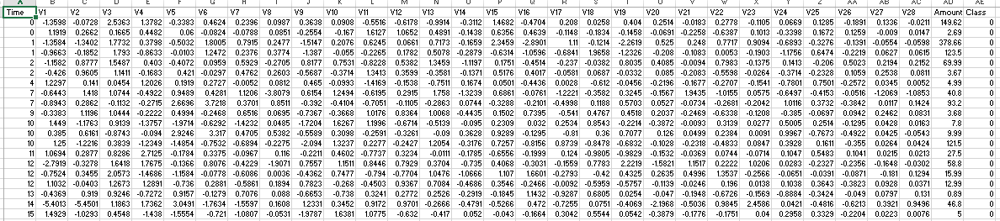 A B C D E F G H I J K L M N O P Q R S T U V W X Y Z AA AB AC AD AE
Time V1 V2 V3 V4 V5 V6 V7 V8 V9 V10 V11 V12 V13 V14 V15 V16 V17 V18 V19 V20 V21 V22 V23 V24 V25 V26 V27 V28 Amount Class
0 -1.3598 -0.0728 2.5363 1.3782 -0.3383 0.4624 0.2396 0.0987 0.3638 0.0908 -0.5516 -0.6178 -0.9914 -0.3112 1.4682 -0.4704 0.208 0.0258 0.404 0.2514 -0.0183 0.2778 -0.1105 0.0669 0.1285 -0.1891 0.1336 -0.0211 149.62 0
0 1.1919 0.2662 0.1665 0.4482 0.06 -0.0824 -0.0788 0.0851 -0.2554 -0.167 1.6127 1.0652 0.4891 -0.1438 0.6356 0.4639 -0.1148 -0.1834 -0.1458 -0.0691 -0.2258 -0.6387 0.1013 -0.3398 0.1672 0.1259 -0.009 0.0147 2.69 0
1 -1.3584 -1.3402 1.7732 0.3798 -0.5032 1.8005 0.7915 0.2477 -1.5147 0.2076 0.6245 0.0661 0.7173 -0.1659 2.3459 -2.8901 1.11 -0.1214 -2.2619 0.525 0.248 0.7717 0.9094 -0.6893 -0.3276 -0.1391 -0.0554 -0.0598 378.66 0
1 -0.9663 -0.1852 1.793 -0.8633 -0.0103 1.2472 0.2376 0.3774 -1.387 -0.055 -0.2265 0.1782 0.5078 -0.2879 -0.6314 -1.0596 -0.6841 1.9658 -1.2326 -0.208 -0.1083 0.0053 -0.1903 -1.1756 0.6474 -0.2219 0.0627 0.0615 123.5 0
2 -1.1582 0.8777 1.5487 0.403 -0.4072 0.0959 0.5929 -0.2705 0.8177 0.7531 -0.8228 0.5382 1.3459 -1.1197 0.1751 -0.4514 -0.237 -0.0382 0.8035 0.4085 -0.0094 0.7983 -0.1375 0.1413 -0.206 0.5023 0.2194 0.2152 69.99 0
2 -0.426 0.9605 1.1411 -0.1683 0.421 -0.0297 0.4762 0.2603 -0.5687 -0.3714 1.3413 0.3599 -0.3581 -0.1371 0.5176 0.4017 -0.0581 0.0687 -0.0332 0.085 -0.2083 -0.5598 -0.0264 -0.3714 -0.2328 0.1059 0.2538 0.0811 3.67 0
4 1.2297 0.141 0.0454 1.2026 0.1919 0.2727 -0.0052 0.0812 0.465 -0.0993 -1.4169 -0.1538 -0.7511 0.1674 0.0501 -0.4436 0.0028 -0.612 -0.0456 -0.2196 -0.1677 -0.2707 -0.1541 -0.7801 0.7501 -0.2572 0.0345 0.0052 4.99 0
7 -0.6443 1.418 1.0744 -0.4922 0.9489 0.4281 1.1206 -3.8079 0.6154 1.2494 -0.6195 0.2915 1.758 -1.3239 0.6861 -0.0761 -1.2221 -0.3582 0.3245 -0.1567 1.9435 -1.0155 0.0575 -0.6497 -0.4153 -0.0516 -1.2069 -1.0853 40.8 0
7 -0.8943 0.2862 -0.1132 -0.2715 2.6696 3.7218 0.3701 0.8511 -0.392 -0.4104 -0.7051 -0.1105 -0.2863 0.0744 -0.3288 -0.2101 -0.4998 0.1188 0.5703 0.0527 -0.0734 -0.2681 -0.2042 1.0116 0.3732 -0.3842 0.0117 0.1424 93.2 0
9 -0.3383 1.1196 1.0444 -0.2222 0.4994 -0.2468 0.6516 0.0695 -0.7367 -0.3668 1.0176 0.8364 1.0068 -0.4435 0.1502 0.7395 -0.541 0.4767 0.4518 0.2037 -0.2469 -0.6338 -0.1208 -0.385 -0.0697 0.0942 0.2462 0.0831 3.68 0
10 1.449 -1.1763 0.9139 -1.3757 -1.9714 -0.6292 -1.4232 0.0485 -1.7204 1.6267 1.1996 -0.6714 -0.5139 -0.095 0.2309 0.032 0.2534 0.8543 -0.2214 -0.3872 -0.0093 0.3139 0.0277 0.5005 0.2514 -0.1295 0.0428 0.0163 7.8 0
10 0.385 0.6161 -0.8743 -0.094 2.9246 3.317 0.4705 0.5382 -0.5589 0.3098 -0.2591 -0.3261 -0.09 0.3628 0.9289 -0.1295 -0.81 0.36 0.7077 0.126 0.0499 0.2384 0.0091 0.9967 -0.7673 -0.4922 0.0425 -0.0543 9.99 0
10 1.25 -1.2216 0.3839 -1.2349 -1.4854 -0.7532 -0.6894 -0.2275 -2.094 1.3237 0.2277 -0.2427 1.2054 -0.3176 0.7257 -0.8156 0.8739 -0.8478 -0.6832 -0.1028 -0.2318 -0.4833 0.0847 0.3928 0.1611 -0.355 0.0264 0.0424 121.5 0
11 1.0694 0.2877 0.8286 2.7125 -0.1784 0.3375 -0.0967 0.116 -0.2211 0.4602 -0.7737 0.3234 -0.0111 -0.1785 -0.6556 -0.1999 0.124 -0.9805 -0.9829 -0.1532 -0.0369 0.0744 -0.0714 0.1047 0.5483 0.1041 0.0215 0.0213 27.5 0
12 -2.7919 -0.3278 1.6418 1.7675 -0.1366 0.8076 -0.4229 -1.9071 0.7557 1.1511 0.8446 0.7929 0.3704 -0.735 0.4068 -0.3031 -0.1559 0.7783 2.2219 -1.5821 1.1517 0.2222 1.0206 0.0283 -0.2327 -0.2356 -0.1648 -0.0302 58.8 0
12 -0.7524 0.3455 2.0573 -1.4686 -1.1584 -0.0778 -0.6086 0.0036 -0.4362 0.7477 -0.794 -0.7704 1.0476 -1.0666 1.107 1.6601 -0.2793 -0.42 0.4325 0.2635 0.4996 1.3537 -0.2566 -0.0651 -0.0391 -0.0871 -0.181 0.1294 15.99 0
12 1.1032 -0.0403 1.2673 1.2891 -0.736 0.2881 -0.5861 0.1894 0.7823 -0.268 -0.4503 0.9367 0.7084 -0.4686 0.3546 -0.2466 -0.0092 -0.5959 -0.5757 -0.1139 -0.0246 0.196 0.0138 0.1038 0.3643 -0.3823 0.0928 0.0371 12.99 0
13 -0.4369 0.919 0.9246 -0.7272 0.9157 -0.1279 0.7076 0.088 -0.6653 -0.738 0.3241 0.2772 0.2526 -0.2919 -0.1845 1.1432 -0.9287 0.6805 0.0254 -0.047 -0.1948 -0.6726 -0.1569 -0.8884 -0.3424 -0.049 0.0797 0.131 0.89 0
14 -5.4013 -5.4501 1.1863 1.7362 3.0491 -1.7634 -1.5597 0.1608 1.2331 0.3452 0.9172 0.9701 -0.2666 -0.4791 -0.5266 0.472 -0.7255 0.0751 -0.4069 -2.1968 -0.5036 0.9845 2.4586 0.0421 -0.4816 -0.6213 0.3921 0.9496 46.8 0
15 1.4929 -1.0293 0.4548 -1.438 -1.5554 -0.721 -1.0807 -0.0531 -1.9787 1.6381 1.0775 -0.632 -0.417 0.052 -0.043 -0.1664 0.3042 0.5544 0.0542 -0.3879 -0.1776 -0.1751 0.04 0.2958 0.3329 -0.2204 0.0223 0.0076 5 0